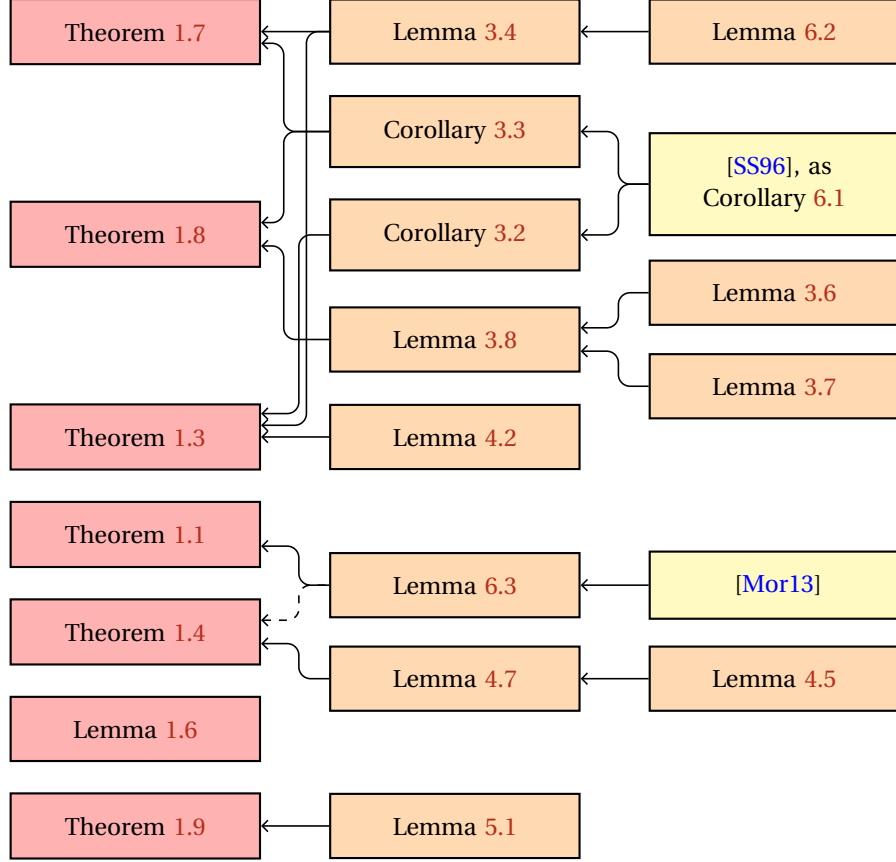 Theorem 1.7
Lemma 3.4
Lemma 6.2
Corollary 3.3
[SS96], as
Corollary 6.1
Theorem 1.8
Corollary 3.2
Lemma 3.6
Lemma 3.8
Lemma 3.7
Theorem 1.3
Lemma 4.2
Theorem 1.1
Lemma 6.3
[Mor13]
Theorem 1.4
Lemma 4.7
Lemma 4.5
Lemma 1.6
Theorem 1.9
Lemma 5.1